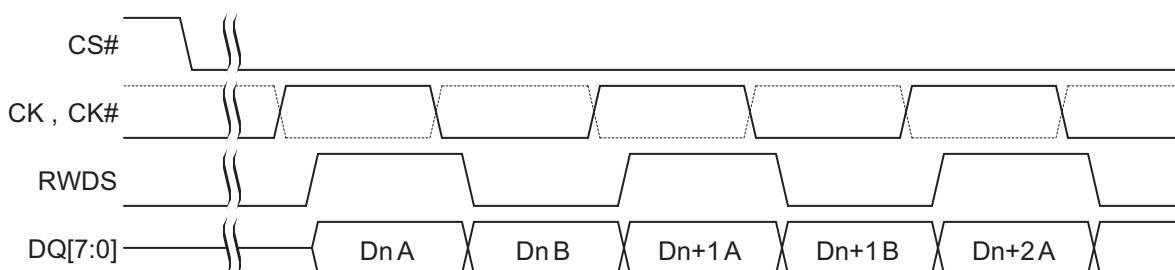 CS#
CK , CK#
RWDS
DQ[7:0]
Dn A
Dn B
Dn+1 A
Dn+1 B
Dn+2 A